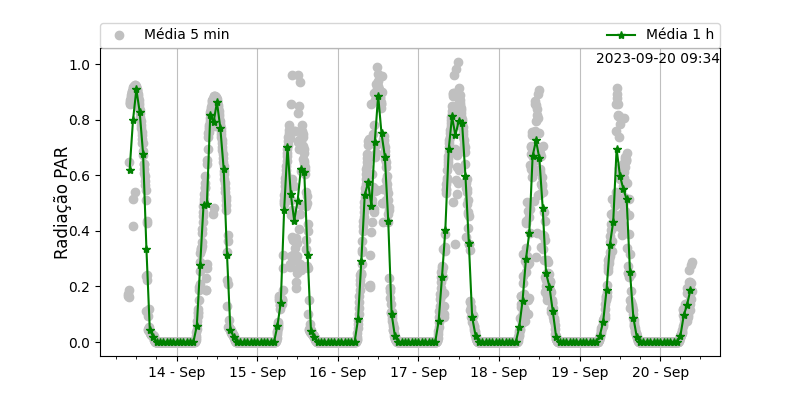 Média 5 min
Média 1 h
2023-09-20 09:34
Radiação PAR
1.0
0.8
0.6
0.4
0.2
0.0
14 - Sep
15 - Sep
16 - Sep
17 - Sep
18 - Sep
19 - Sep
20 - Sep